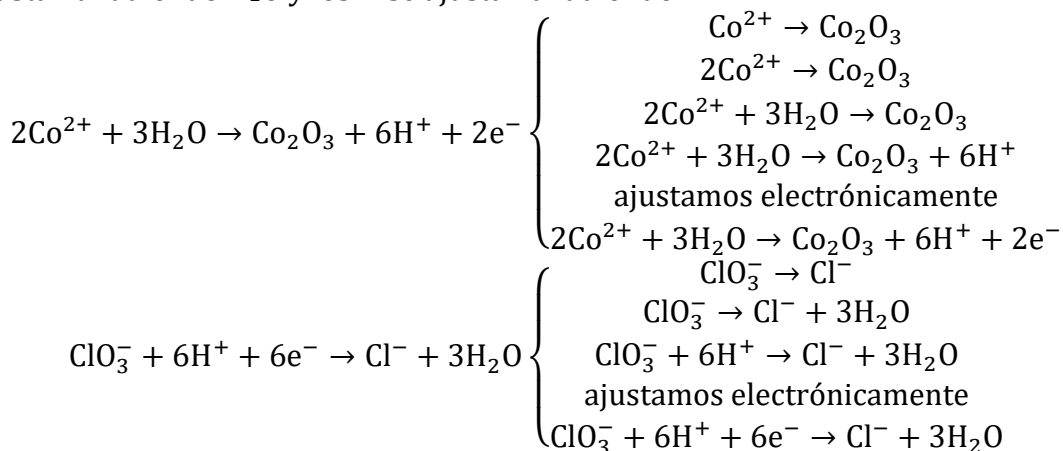 2Co²⁺ + 3H₂O → Co₂O₃ + 6H⁺ + 2e⁻
Co²⁺ → Co₂O₃
2Co²⁺ → Co₂O₃
2Co²⁺ + 3H₂O → Co₂O₃
2Co²⁺ + 3H₂O → Co₂O₃ + 6H⁺
ajustamos electrónicamente
2Co²⁺ + 3H₂O → Co₂O₃ + 6H⁺ + 2e⁻
ClO₃⁻ + 6H⁺ + 6e⁻ → Cl⁻ + 3H₂O
ClO₃⁻ → Cl⁻
ClO₃⁻ → Cl⁻ + 3H₂O
ClO₃⁻ + 6H⁺ → Cl⁻ + 3H₂O
ajustamos electrónicamente
ClO₃⁻ + 6H⁺ + 6e⁻ → Cl⁻ + 3H₂O